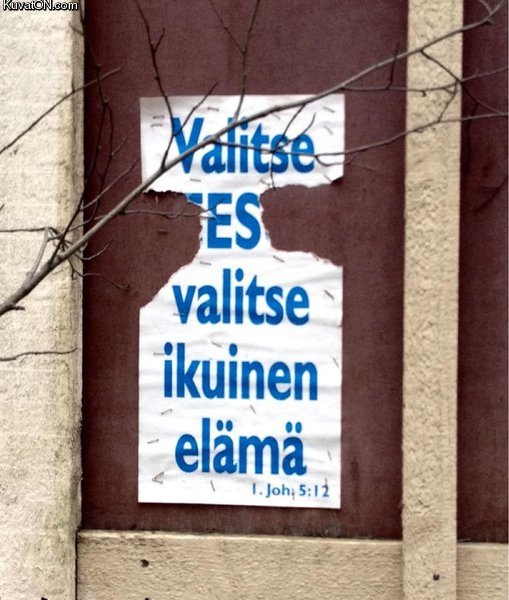 KuvatON.com
Valitse
ES
valitse
ikuinen
elämä
1. Joh. 5:12